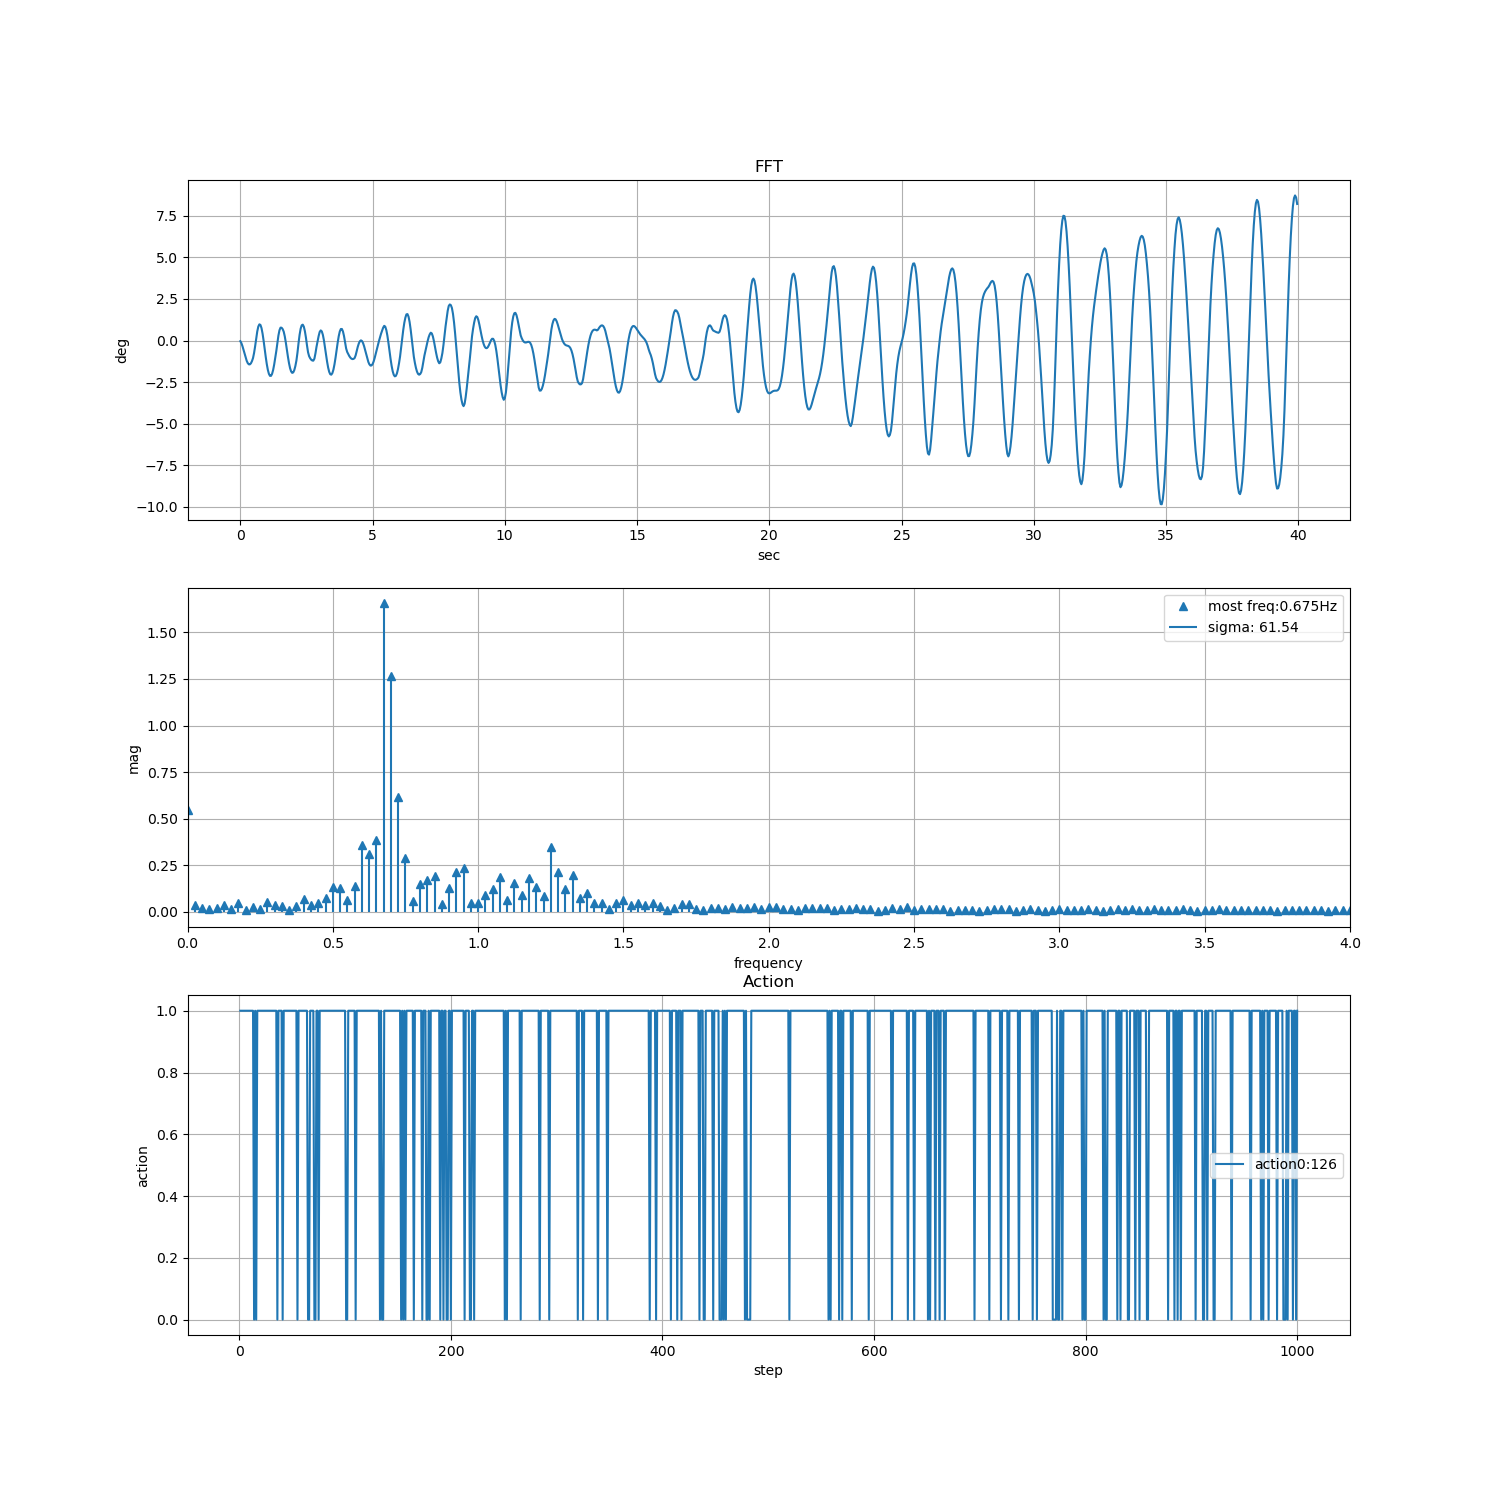 FFT
7.5
5.0
2.5
0.0
−2.5
−5.0
−7.5
−10.0
deg
0 5 10 15 20 25 30 35 40
sec
most freq:0.675Hz
sigma: 61.54
1.50
1.25
1.00
0.75
0.50
0.25
0.00
mag
0.0 0.5 1.0 1.5 2.0 2.5 3.0 3.5 4.0
frequency
Action
1.0
0.8
0.6
0.4
0.2
0.0
action
action0:126
0 200 400 600 800 1000
step